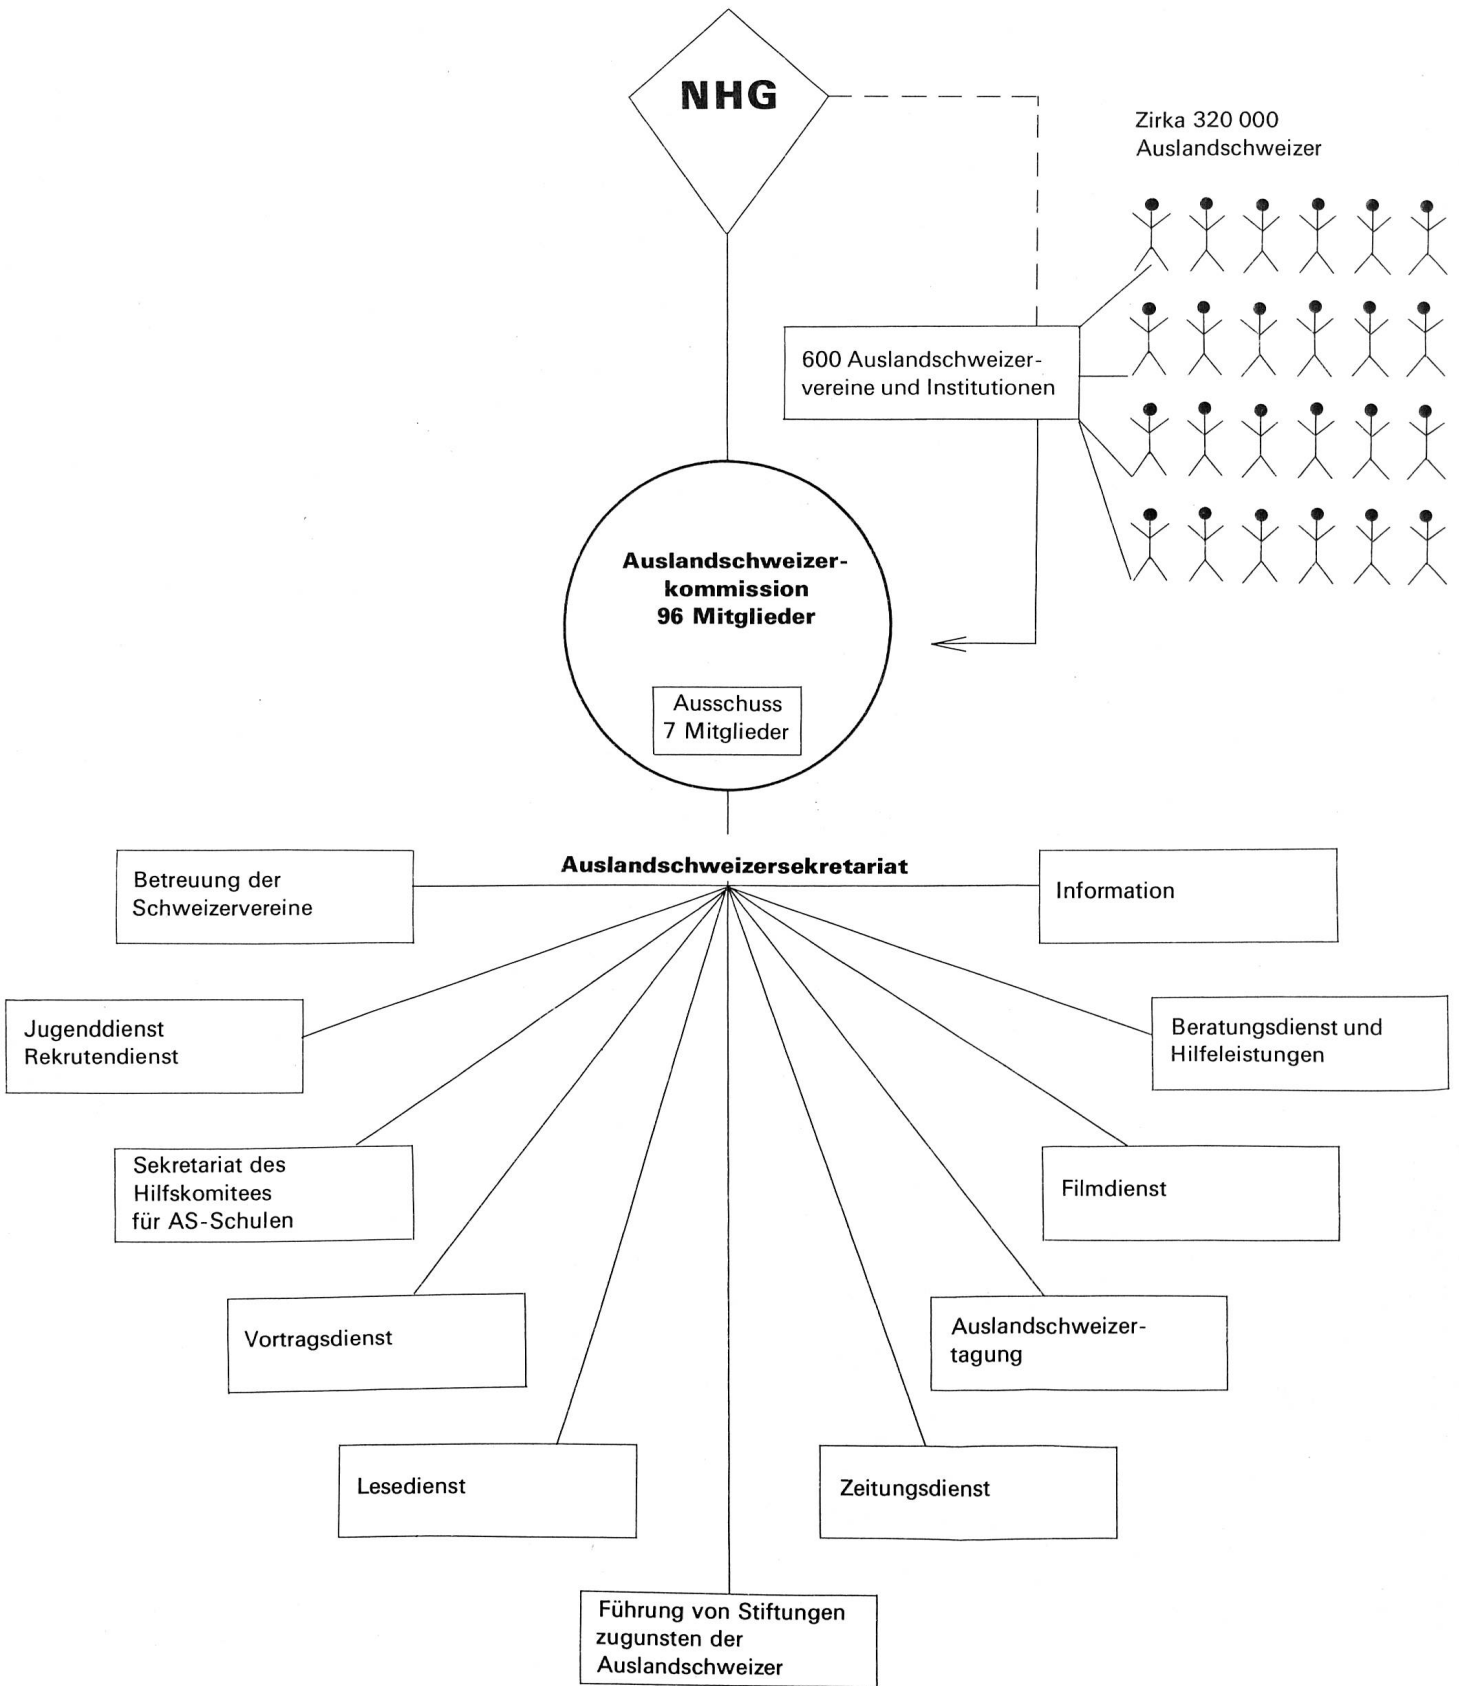 NHG
Zirka 320 000
Auslandschweizer
600 Auslandschweizer-
vereine und Institutionen
Auslandschweizer-
kommission
96 Mitglieder
Ausschuss
7 Mitglieder
Auslandschweizersekretariat
Betreuung der
Schweizervereine
Information
Jugenddienst
Rekrutendienst
Beratungsdienst und
Hilfeleistungen
Sekretariat des
Hilfskomitees
für AS-Schulen
Filmdienst
Vortragsdienst
Auslandschweizer-
tagung
Lesedienst
Zeitungsdienst
Führung von Stiftungen
zugunsten der
Auslandschweizer